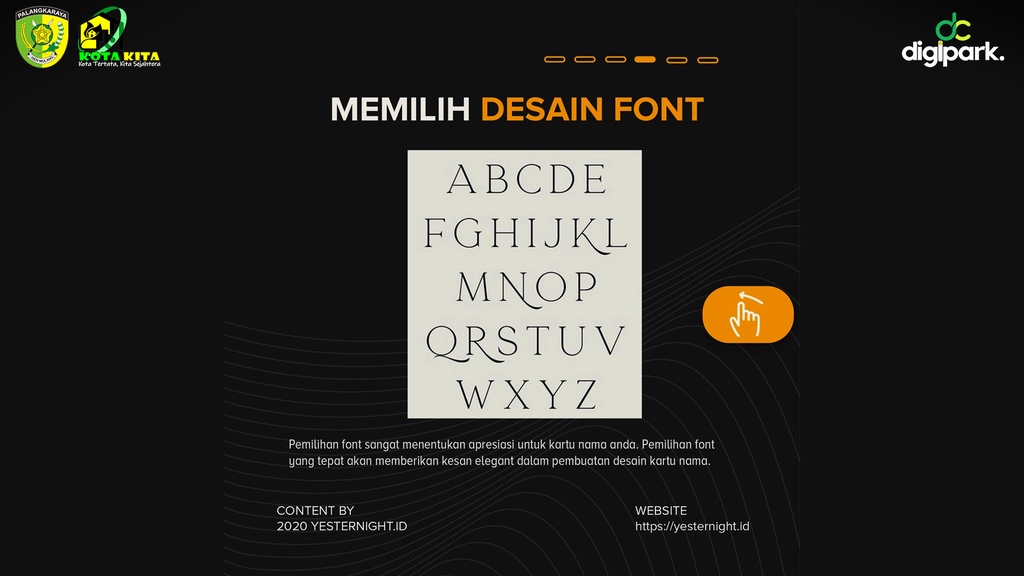 PALANGKARAYA
KOTA KITA
Kota Tertata, Kita Sejahtera
dc
digipark.
MEMILIH DESAIN FONT
ABCDE
FGHIJKL
MNOP
QRSTUV
WXYZ
Pemilihan font sangat menentukan apresiasi untuk kartu nama anda. Pemilihan font
yang tepat akan memberikan kesan elegant dalam pembuatan desain kartu nama.
CONTENT BY
2020 YESTERNIGHT.ID
WEBSITE
https://yesternight.id